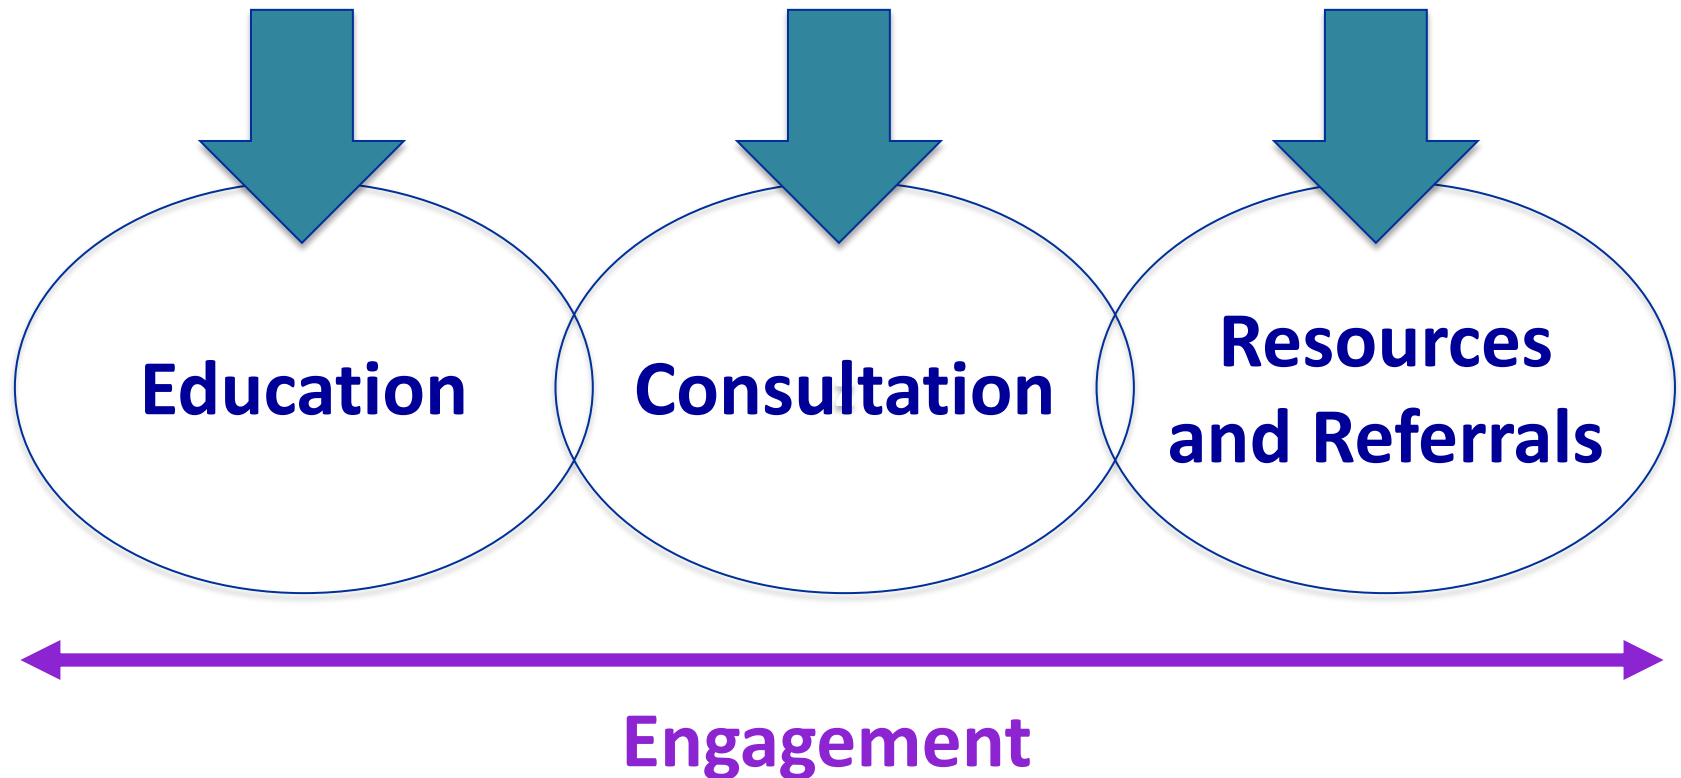 Education
Consultation
Resources
and Referrals
Engagement